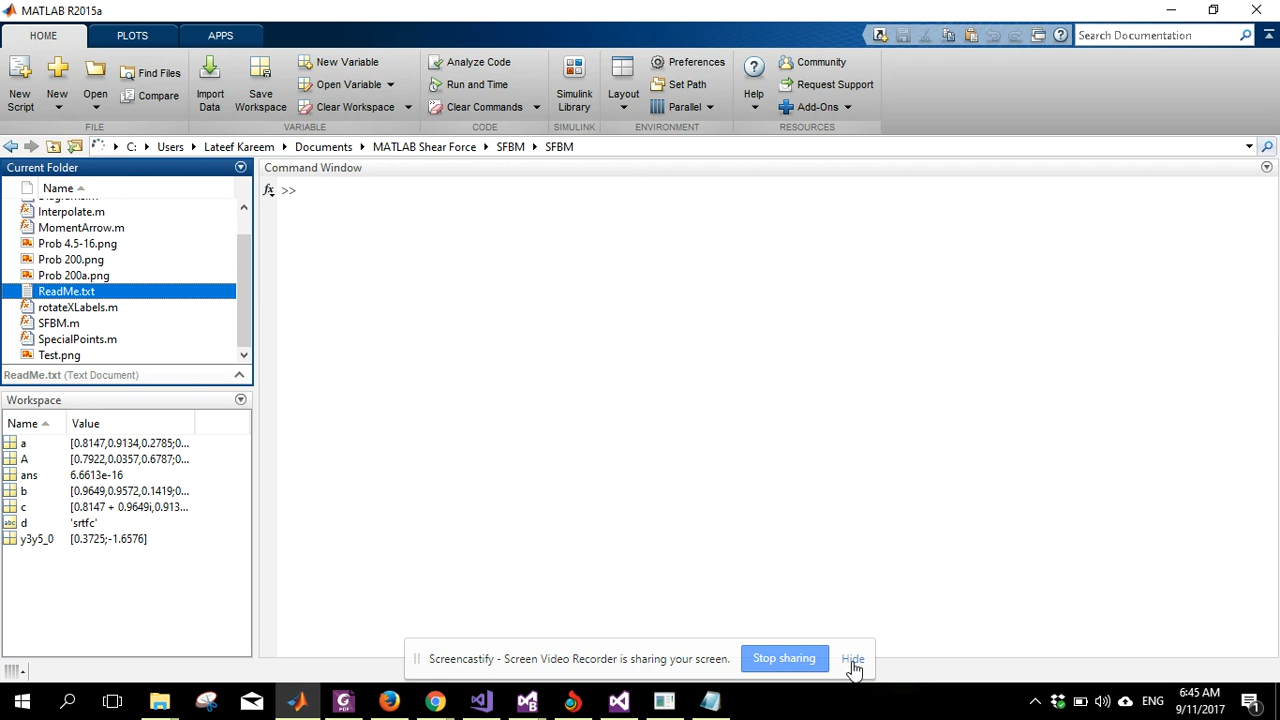 MATLAB R2015a
HOME PLOTS APPS Search Documentation
New Script New Open Find Files Compare Import Data Save Workspace New Variable Open Variable Clear Workspace Analyze Code Run and Time Clear Commands Simulink Library Layout Preferences Set Path Parallel Help Community Request Support Add-Ons
FILE VARIABLE CODE SIMULINK ENVIRONMENT RESOURCES
C: Users Lateef Kareem Documents MATLAB Shear Force SFBM SFBM
Current Folder
Name
Interpolate.m
MomentArrow.m
Prob 4.5-16.png
Prob 200.png
Prob 200a.png
ReadMe.txt
rotateXLabels.m
SFBM.m
SpecialPoints.m
Test.png
ReadMe.txt (Text Document)
Workspace
Name Value
a [0.8147,0.9134,0.2785;0...
A [0.7922,0.0357,0.6787;0...
ans 6.6613e-16
b [0.9649,0.9572,0.1419;0...
c [0.8147 + 0.9649i,0.913...
d 'srtfc'
y3y5_0 [0.3725;-1.6576]
Command Window
fx >>
Screencastify - Screen Video Recorder is sharing your screen. Stop sharing Hide
ENG
6:45 AM
9/11/2017